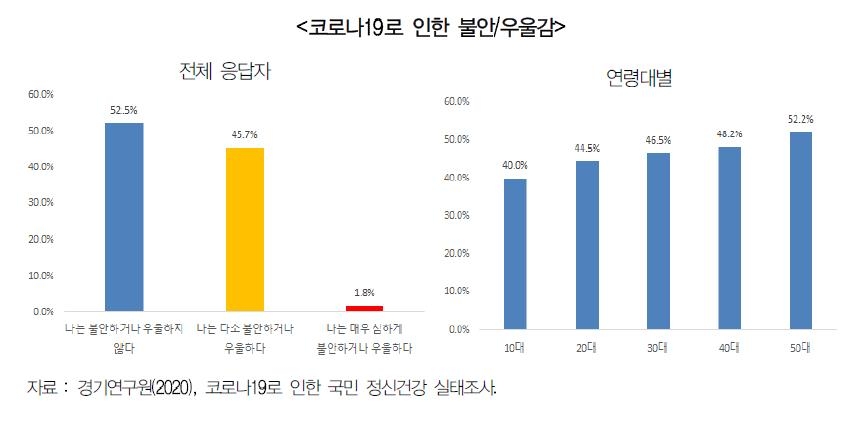 <코로나19로 인한 불안/우울감>
전체 응답자
60.0%
50.0%
40.0%
30.0%
20.0%
10.0%
0.0%
52.5%
45.7%
1.8%
나는 불안하거나 우울하지
않다
나는 다소 불안하거나
우울하다
나는 매우 심하게
불안하거나 우울하다
연령대별
60.0%
50.0%
40.0%
30.0%
20.0%
10.0%
0.0%
40.0%
44.5%
46.5%
48.2%
52.2%
10대
20대
30대
40대
50대
자료 : 경기연구원(2020), 코로나19로 인한 국민 정신건강 실태조사.